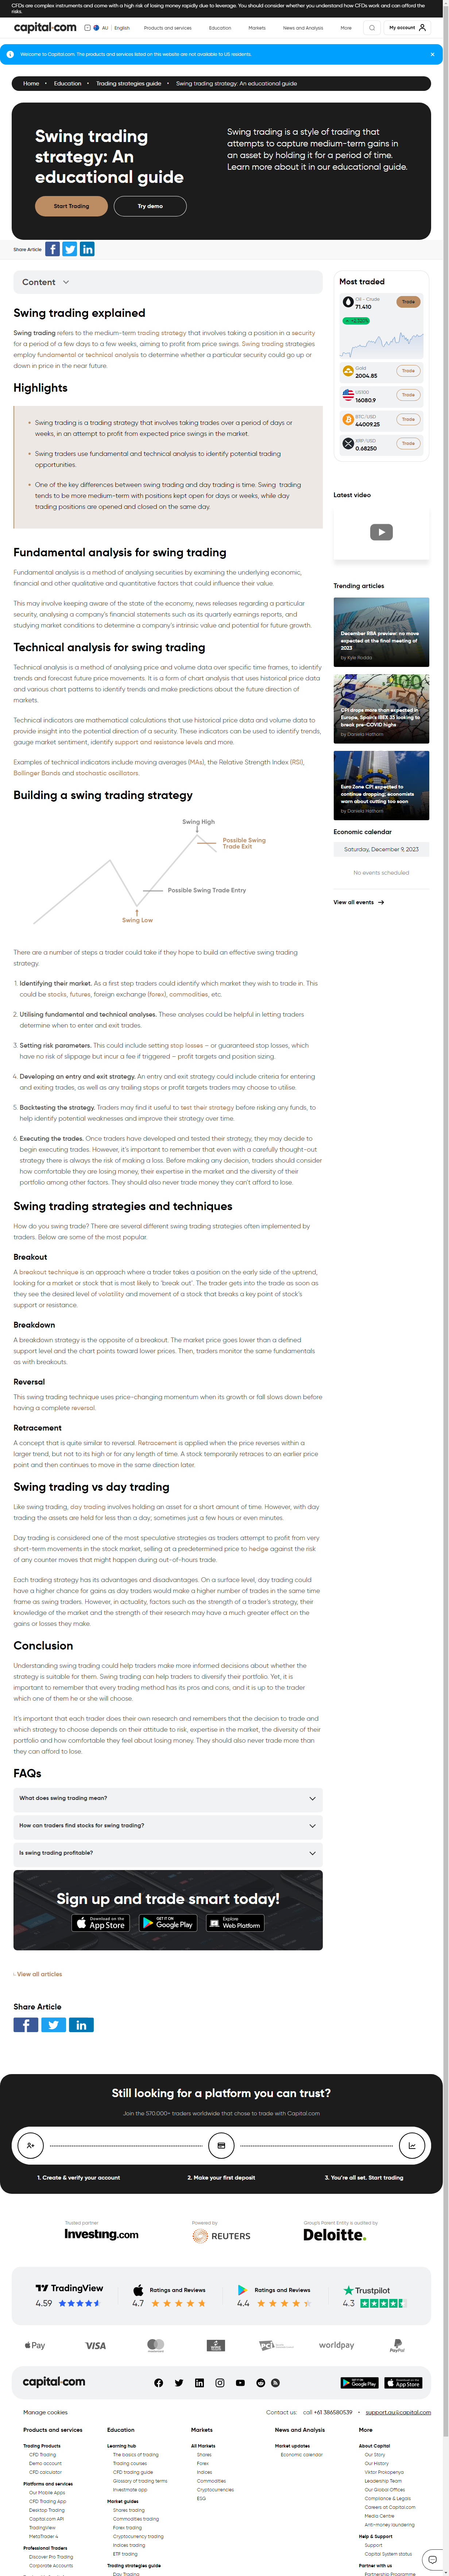 CFDs are complex instruments and come with a high risk of losing money rapidly due to leverage. You should consider whether you understand how CFDs work and can afford the
risks.
capital.com
AU
English
Products and services
Education
Markets
News and Analysis
More
My account
Welcome to Capital.com. The products and services listed on this website are not available to US residents.
Home • Education • Trading strategies guide • Swing trading strategy: An educational guide
Swing trading
strategy: An
educational guide
Swing trading is a style of trading that
attempts to capture medium-term gains in
an asset by holding it for a period of time.
Learn more about it in our educational guide.
Start Trading
Try demo
Share Article
Content
Swing trading explained
Swing trading refers to the medium-term trading strategy that involves taking a position in a security
for a period of a few days to a few weeks, aiming to profit from price swings. Swing trading strategies
employ fundamental or technical analysis to determine whether a particular security could go up or
down in price in the near future.
Highlights
Swing trading is a trading strategy that involves taking trades over a period of days or
weeks, in an attempt to profit from expected price swings in the market.
Swing traders use fundamental and technical analysis to identify potential trading
opportunities.
One of the key differences between swing trading and day trading is time. Swing trading
tends to be more medium-term with positions kept open for days or weeks, while day
trading positions are opened and closed on the same day.
Fundamental analysis for swing trading
Fundamental analysis is a method of analysing securities by examining the underlying economic,
financial and other qualitative and quantitative factors that could influence their value.
This may involve keeping aware of the state of the economy, news releases regarding a particular
security, analysing a company's financial statements such as its quarterly earnings reports, and
studying market conditions to determine a company's intrinsic value and potential for future growth.
Technical analysis for swing trading
Technical analysis is a method of analysing price and volume data over specific time frames, to identify
trends and forecast future price movements. It is a form of chart analysis that uses historical price data
and various chart patterns to identify trends and make predictions about the future direction of
markets.
Technical indicators are mathematical calculations that use historical price data and volume data to
provide insight into the potential direction of a security. These indicators can be used to identify trends,
gauge market sentiment, identify support and resistance levels and more.
Examples of technical indicators include moving averages (MAs), the Relative Strength Index (RSI),
Bollinger Bands and stochastic oscillators.
Building a swing trading strategy
Swing High
Possible Swing
Trade Exit
Possible Swing Trade Entry
Swing Low
There are a number of steps a trader could take if they hope to build an effective swing trading
strategy.
1. Identifying their market. As a first step traders could identify which market they wish to trade in. This
could be stocks, futures, foreign exchange (forex), commodities, etc.
2. Utilising fundamental and technical analyses. These analyses could be helpful in letting traders
determine when to enter and exit trades.
3. Setting risk parameters. This could include setting stop losses – or guaranteed stop losses, which
have no risk of slippage but incur a fee if triggered – profit targets and position sizing.
4. Developing an entry and exit strategy. An entry and exit strategy could include criteria for entering
and exiting trades, as well as any trailing stops or profit targets traders may choose to utilise.
5. Backtesting the strategy. Traders may find it useful to test their strategy before risking any funds, to
help identify potential weaknesses and improve their strategy over time.
6. Executing the trades. Once traders have developed and tested their strategy, they may decide to
begin executing trades. However, it's important to remember that even with a carefully thought-out
strategy there is always the risk of making a loss. Before making any decision, traders should consider
how comfortable they are losing money, their expertise in the market and the diversity of their
portfolio among other factors. They should also never trade money they can't afford to lose.
Swing trading strategies and techniques
How do you swing trade? There are several different swing trading strategies often implemented by
traders. Below are some of the most popular.
Breakout
A breakout technique is an approach where a trader takes a position on the early side of the uptrend,
looking for a market or stock that is most likely to 'break out'. The trader gets into the trade as soon as
they see the desired level of volatility and movement of a stock that breaks a key point of stock's
support or resistance.
Breakdown
A breakdown strategy is the opposite of a breakout. The market price goes lower than a defined
support level and the chart points toward lower prices. Then, traders monitor the same fundamentals
as with breakouts.
Reversal
This swing trading technique uses price-changing momentum when its growth or fall slows down before
having a complete reversal.
Retracement
A concept that is quite similar to reversal. Retracement is applied when the price reverses within a
larger trend, but not to its high or for any length of time. A stock temporarily retraces to an earlier price
point and then continues to move in the same direction later.
Swing trading vs day trading
Like swing trading, day trading involves holding an asset for a short amount of time. However, with day
trading the assets are held for less than a day; sometimes just a few hours or even minutes.
Day trading is considered one of the most speculative strategies as traders attempt to profit from very
short-term movements in the stock market, selling at a predetermined price to hedge against the risk
of any counter moves that might happen during out-of-hours trade.
Each trading strategy has its advantages and disadvantages. On a surface level, day trading could
have a higher chance for gains as day traders would make a higher number of trades in the same time
frame as swing traders. However, in actuality, factors such as the strength of a trader's strategy, their
knowledge of the market and the strength of their research may have a much greater effect on the
gains or losses they make.
Conclusion
Understanding swing trading could help traders make more informed decisions about whether the
strategy is suitable for them. Swing trading can help traders to diversify their portfolio. Yet, it is
important to remember that every trading method has its pros and cons, and it is up to the trader
which one of them he or she will choose.
It's important that each trader does their own research and remembers that the decision to trade and
which strategy to choose depends on their attitude to risk, expertise in the market, the diversity of their
portfolio and how comfortable they feel about losing money. They should also never trade more than
they can afford to lose.
FAQs
What does swing trading mean?
How can traders find stocks for swing trading?
Is swing trading profitable?
Sign up and trade smart today!
Download on the App Store
GET IT ON Google Play
Explore Web Platform
View all articles
Share Article
Most traded
Oil - Crude
71.410
Trade
Gold
2004.85
Trade
US100
16080.9
Trade
BTC/USD
44009.25
Trade
XRP/USD
0.68250
Trade
Latest video
Trending articles
December RBA preview: no move
expected at the final meeting of
2023
by Kyle Rodda
CPI drops more than expected in
Europe, Spain's IBEX 35 looking to
break pre-COVID highs
by Daniela Hathorn
Euro Zone CPI expected to
continue dropping; economists
warn about cutting too soon
by Daniela Hathorn
Economic calendar
Saturday, December 9, 2023
No events scheduled
View all events
Still looking for a platform you can trust?
Join the 570.000+ traders worldwide that chose to trade with Capital.com
1. Create & verify your account
2. Make your first deposit
3. You're all set. Start trading
Trusted partner
Investing.com
Powered by
REUTERS
Group's Parent Entity is audited by
Deloitte.
TradingView
4.59
Ratings and Reviews
4.7
Ratings and Reviews
4.4
Trustpilot
4.3
Pay
VISA
mastercard
PCI
worldpay
PayPal
capital.com
GET IT ON Google Play
Download on the App Store
Manage cookies
Contact us: call +61 386580539 • support.au@capital.com
Products and services
Trading Products
CFD Trading
Demo account
CFD calculator
Platforms and services
Our Mobile Apps
CFD Trading App
Desktop Trading
Capital.com API
TradingView
MetaTrader 4
Professional Traders
Discover Pro Trading
Corporate Accounts
Education
Learning hub
The basics of trading
Trading courses
CFD trading guide
Glossary of trading terms
Investmate app
Market guides
Shares trading
Commodities trading
Forex trading
Cryptocurrency trading
Indices trading
ETF trading
Trading strategies guide
Day Trading
Markets
All Markets
Shares
Forex
Indices
Commodities
Cryptocurrencies
ESG
News and Analysis
Market updates
Economic calendar
More
About Capital
Our Story
Our History
Viktor Prokopenya
Leadership Team
Our Global Offices
Compliance & Legals
Careers at Capital.com
Media Centre
Anti-money laundering
Help & Support
Support
Capital System status
Partner with us
Partnership Programme